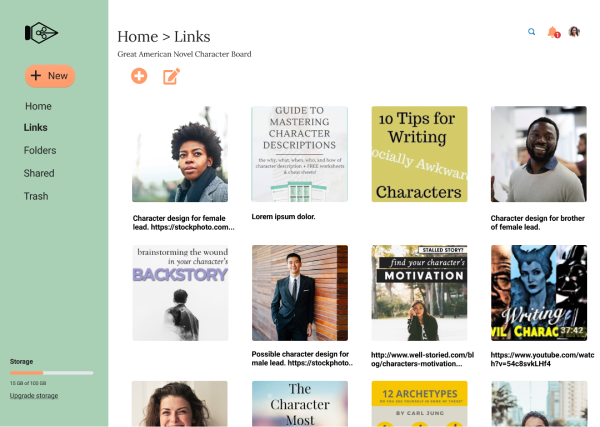 Home > Links
Great American Novel Character Board
1
+ New
Home
Links
Folders
Shared
Trash
GUIDE TO
MASTERING
CHARACTER
DESCRIPTIONS
the why, what, when, who, and how of
character description + FREE worksheets
& cheat sheets!
10 Tips for
Writing
ocially Awkwar
Characters
Character design for female
lead. https://stockphoto.com...
Lorem ipsum dolor.
Character design for brother
of female lead.
brainstorming the wound
in your character's
BACKSTORY
STALLED STORY?
find your character's
MOTIVATION
Writing
VIL CHARAC
37:42
Possible character design for
male lead. https://stockphoto..
http://www.well-storied.com/bl
og/characters-motivation...
https://www.youtube.com/watc
h?v=54c8svkLHf4
Storage
15 GB of 100 GB
Upgrade storage
The
Character
Most
12 ARCHETYPES
BY CARL JUNG